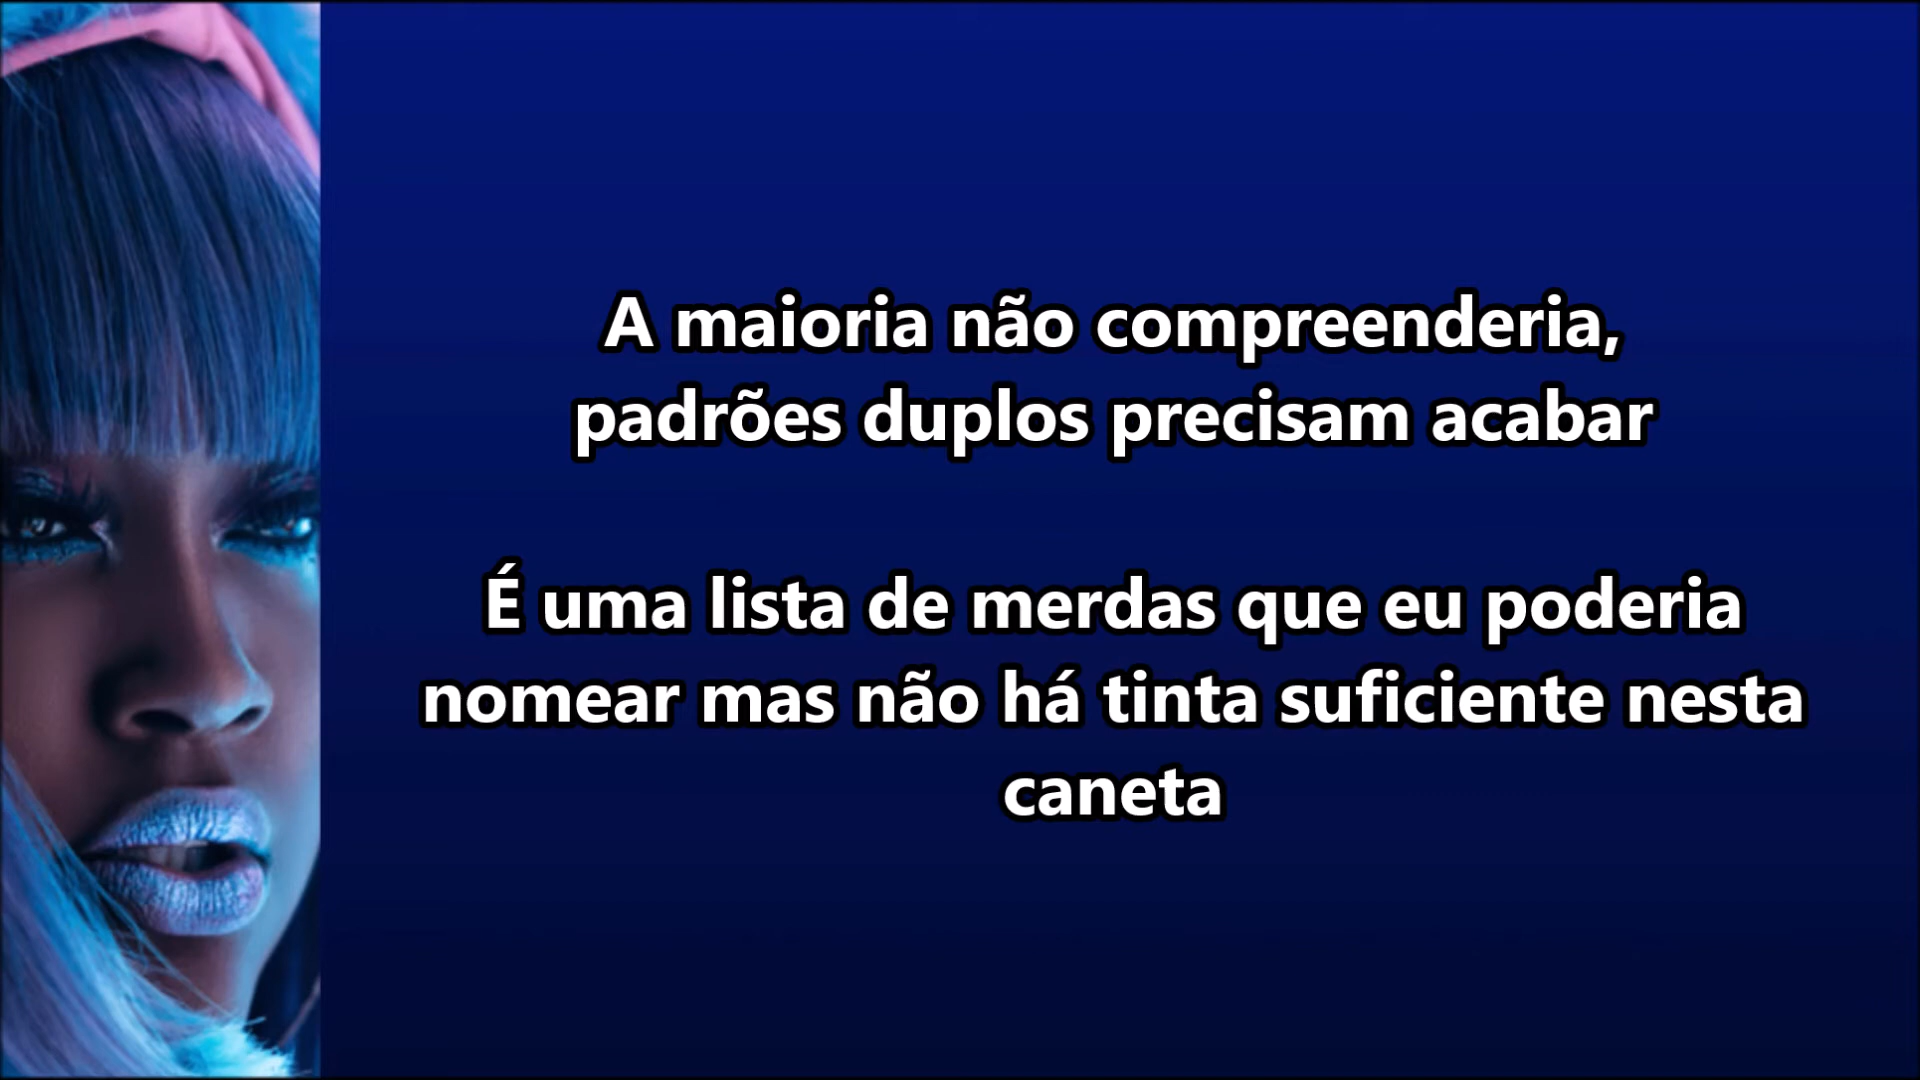 A maioria não compreenderia,
padrões duplos precisam acabar
É uma lista de merdas que eu poderia
nomear mas não há tinta suficiente nesta
caneta